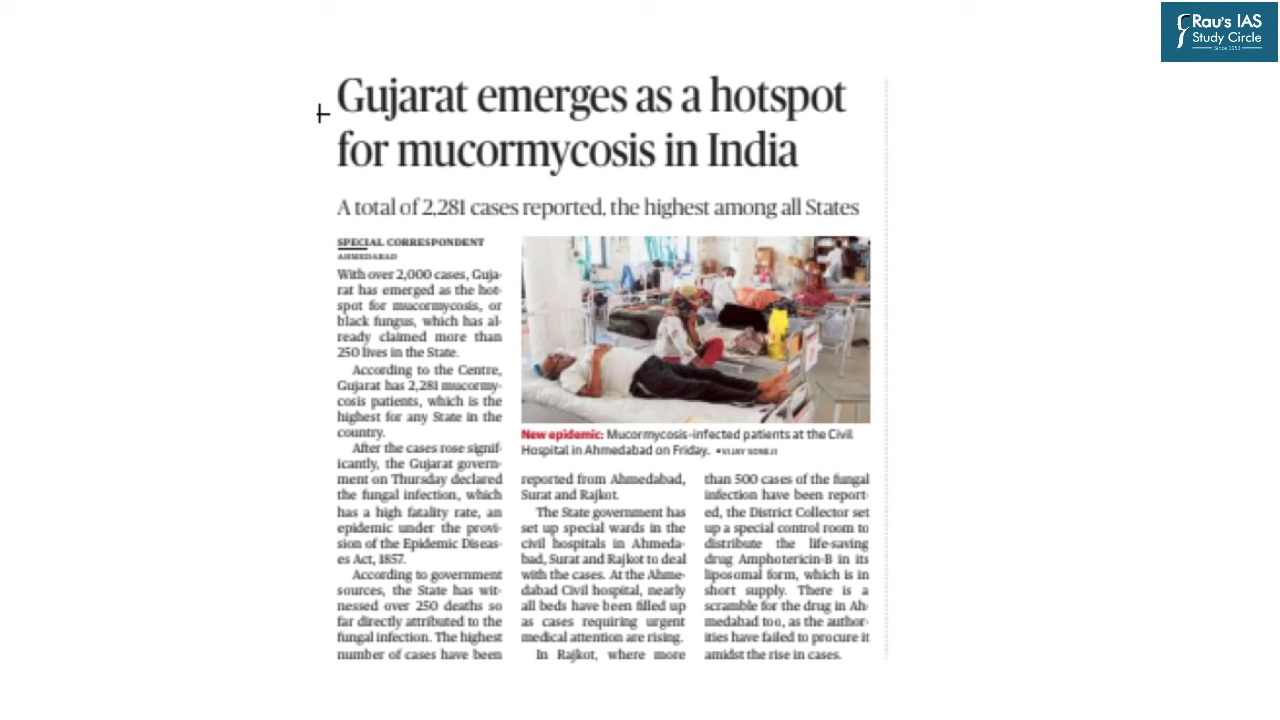 Rau's IAS
Study Circle
Since 1953
Gujarat emerges as a hotspot
for mucormycosis in India
A total of 2,281 cases reported, the highest among all States
SPECIAL CORRESPONDENT
AHMEDABAD
With over 2,000 cases, Guja-
rat has emerged as the hot-
spot for mucormycosis, or
black fungus, which has al-
ready claimed more than
250 lives in the State.
According to the Centre,
Gujarat has 2,281 mucormy-
cosis patients, which is the
highest for any State in the
country.
After the cases rose signif-
icantly, the Gujarat govern-
ment on Thursday declared
the fungal infection, which
has a high fatality rate, an
epidemic under the provi-
sion of the Epidemic Diseas-
es Act, 1857.
According to government
sources, the State has wit-
nessed over 250 deaths so
far directly attributed to the
fungal infection. The highest
number of cases have been
New epidemic: Mucormycosis-infected patients at the Civil
Hospital in Ahmedabad on Friday. ▪VIJAY SONEJI
reported from Ahmedabad,
Surat and Rajkot.
The State government has
set up special wards in the
civil hospitals in Ahmeda-
bad, Surat and Rajkot to deal
with the cases. At the Ahme-
dabad Civil hospital, nearly
all beds have been filled up
as cases requiring urgent
medical attention are rising.
In Rajkot, where more
than 500 cases of the fungal
infection have been report-
ed, the District Collector set
up a special control room to
distribute the life-saving
drug Amphotericin-B in its
liposomal form, which is in
short supply. There is a
scramble for the drug in Ah-
medabad too, as the author-
ities have failed to procure it
amidst the rise in cases.